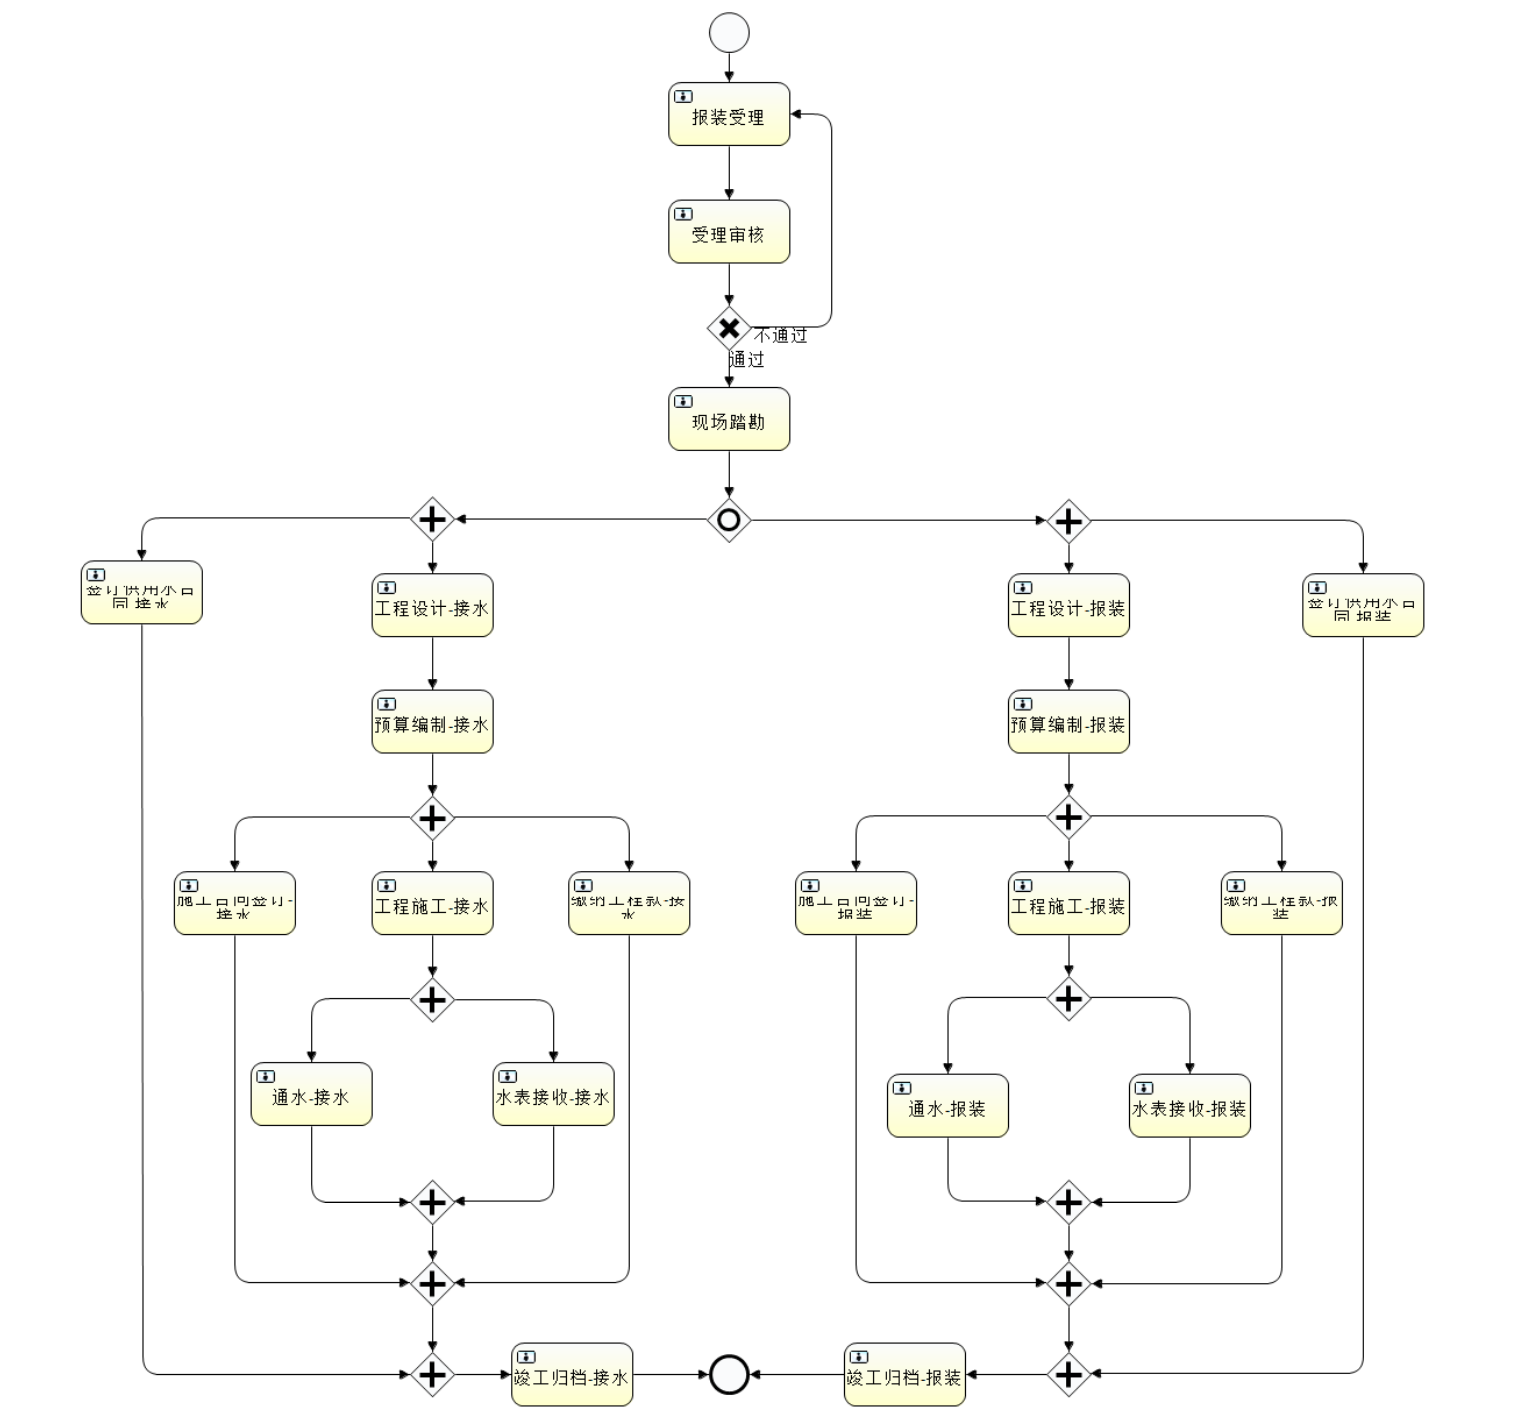 报装受理
受理审核
不通过
通过
现场踏勘
签订供用水合
同-接水
工程设计-接水
工程设计-报装
签订供用水合
同-报装
预算编制-接水
预算编制-报装
施工合同签订-
接水
工程施工-接水
缴纳工程款-接
水
施工合同签订-
报装
工程施工-报装
缴纳工程款-报
装
通水-接水
水表接收-接水
通水-报装
水表接收-报装
竣工归档-接水
竣工归档-报装